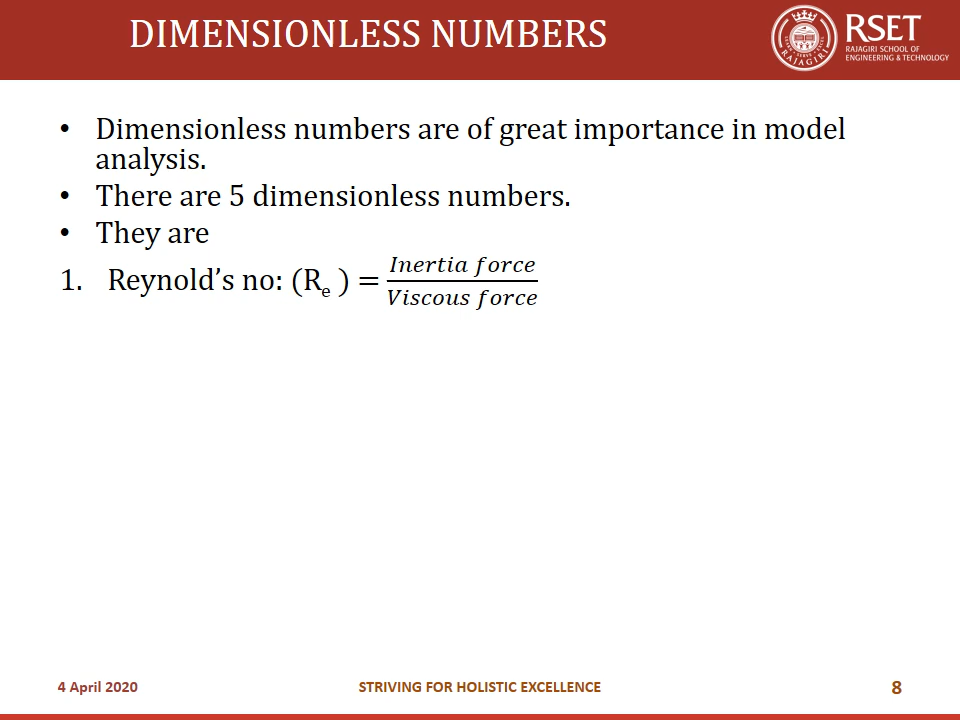 DIMENSIONLESS NUMBERS
RSET
RAJAGIRI SCHOOL OF
ENGINEERING & TECHNOLOGY
RAJAGIRI
• Dimensionless numbers are of great importance in model
analysis.
• There are 5 dimensionless numbers.
• They are
1. Reynold’s no: (Re ) = Inertia force / Viscous force
4 April 2020
STRIVING FOR HOLISTIC EXCELLENCE
8